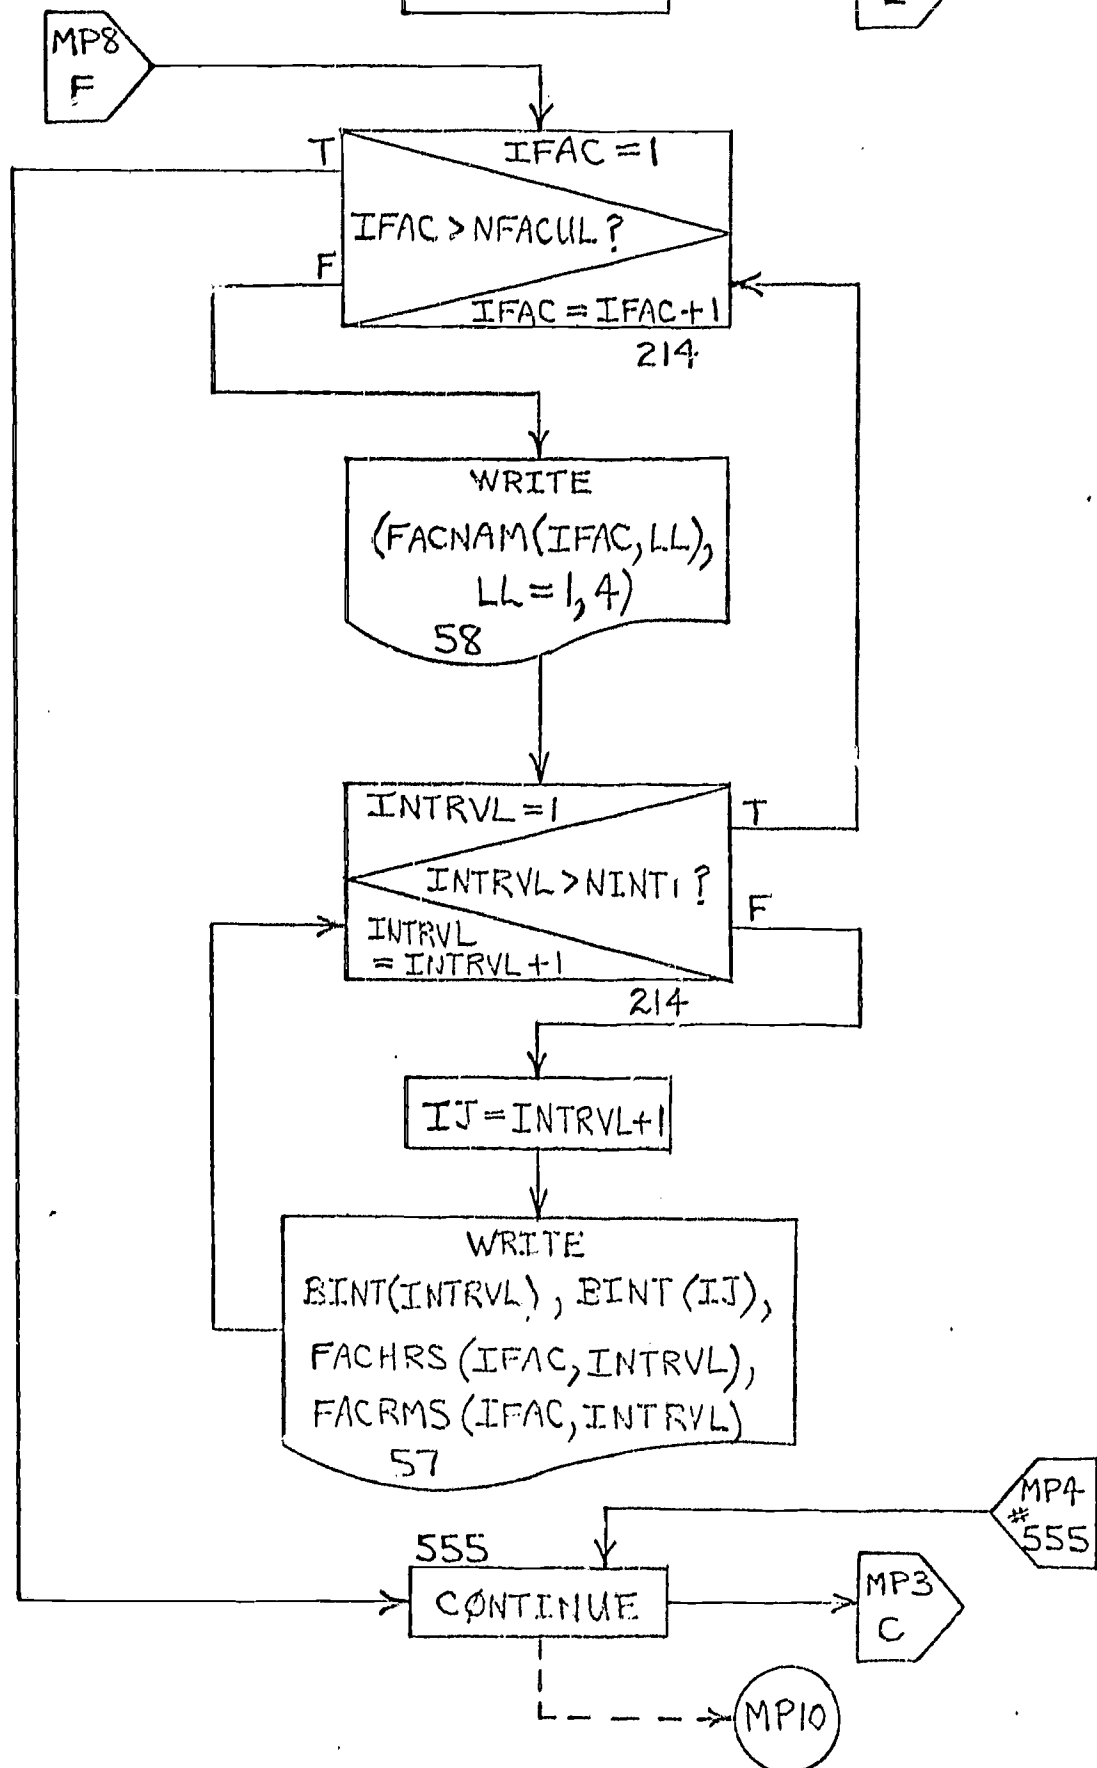 MP8
F
T
IFAC = 1
IFAC > NFACUL ?
F
IFAC = IFAC+1
214
WRITE
(FACNAM(IFAC,LL),
LL = 1,4)
58
INTRVL = 1
T
INTRVL > NINT1 ?
F
INTRVL
= INTRVL+1
214
IJ = INTRVL+1
WRITE
BINT(INTRVL), BINT(IJ),
FACHRS(IFAC,INTRVL),
FACRMS(IFAC,INTRVL)
57
MP4
#
555
555
CØNTINUE
MP3
C
MP10